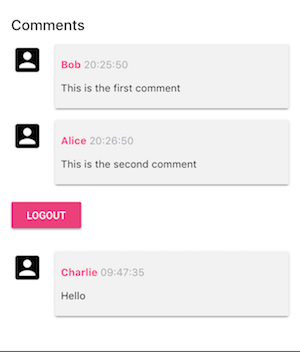 Comments
Bob 20:25:50
This is the first comment
Alice 20:26:50
This is the second comment
LOGOUT
Charlie 09:47:35
Hello